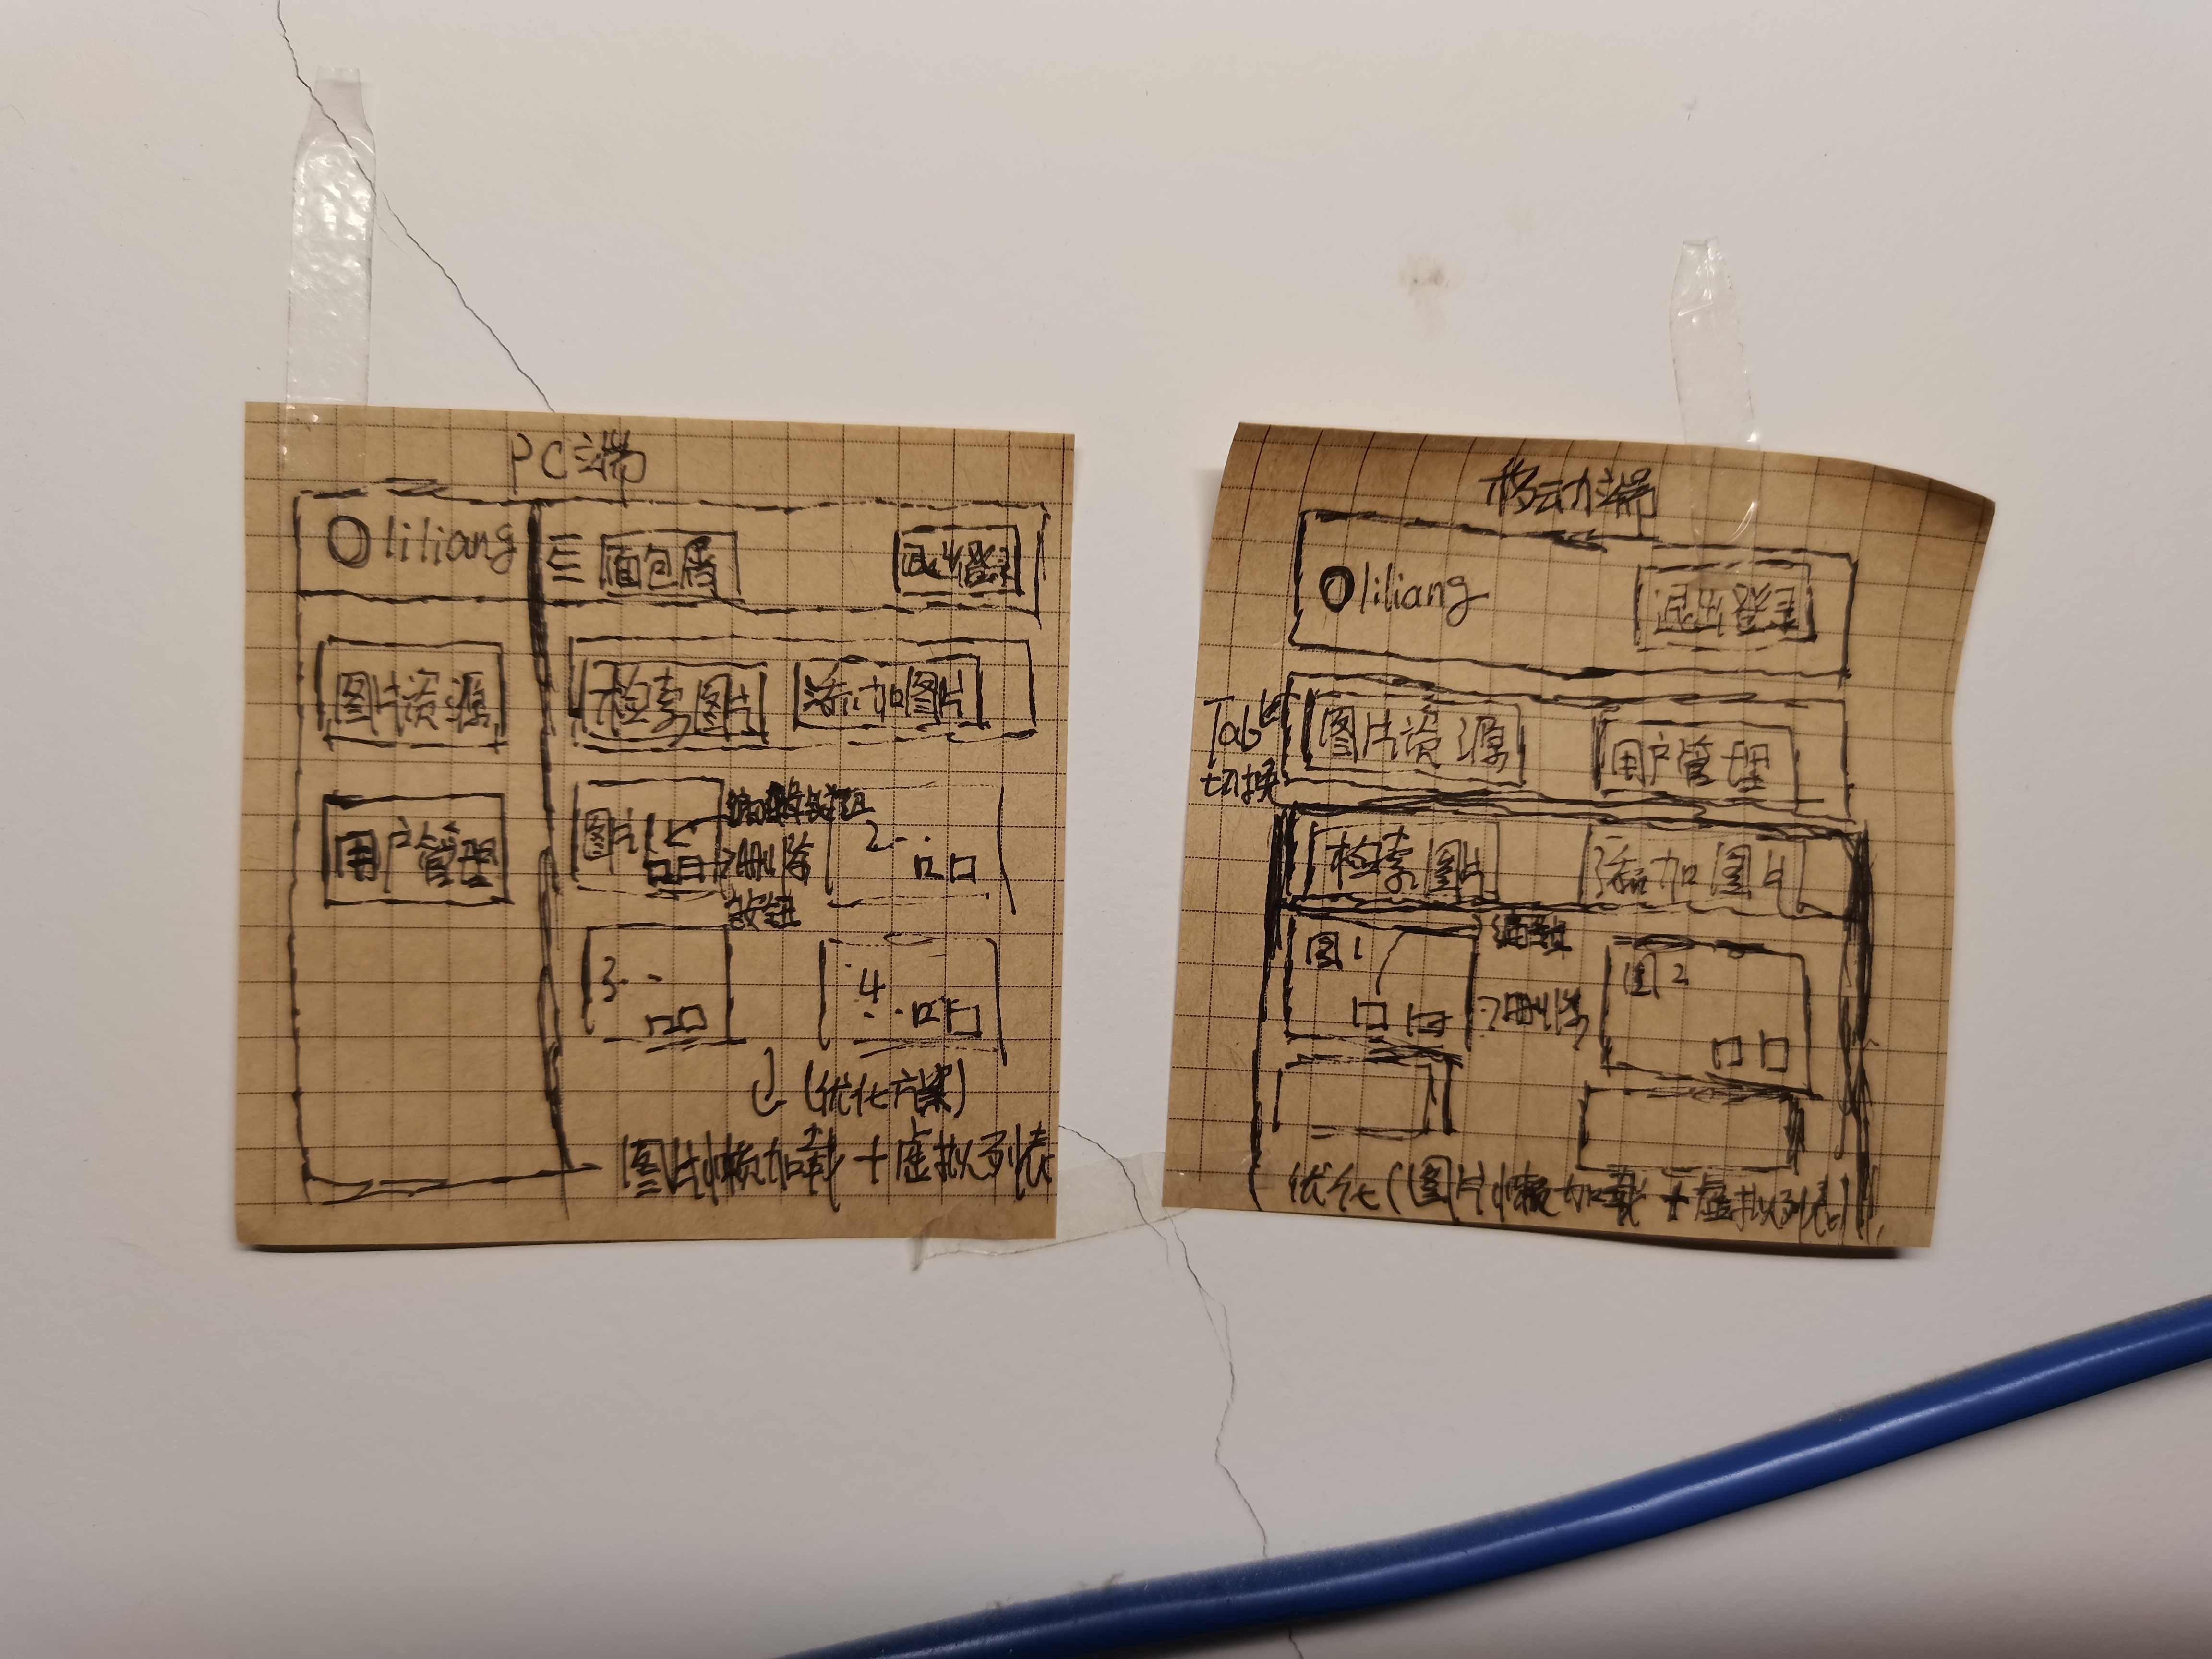 PC端
liliang
面包屑
退出登录
图片资源
检索图片
添加图片
用户管理
图片1
编辑按钮
删除
按钮
2...
3...
4...
(优化方案)
图片懒加载+虚拟列表
移动端
liliang
退出登录
Tab
切换
图片资源
用户管理
检索图片
添加图片
图1
编辑
删除
图2
优化(图片懒加载+虚拟列表)